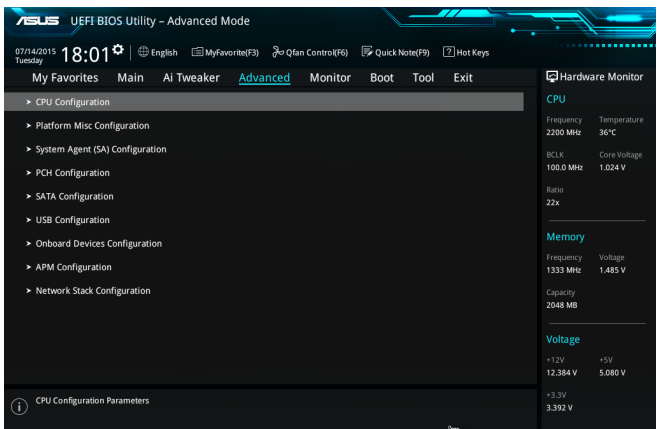 ASUS UEFI BIOS Utility – Advanced Mode
07/14/2015 Tuesday 18:01 English MyFavorite(F3) Qfan Control(F6) Quick Note(F9) ? Hot Keys
My Favorites Main Ai Tweaker Advanced Monitor Boot Tool Exit
> CPU Configuration
> Platform Misc Configuration
> System Agent (SA) Configuration
> PCH Configuration
> SATA Configuration
> USB Configuration
> Onboard Devices Configuration
> APM Configuration
> Network Stack Configuration
i CPU Configuration Parameters
Hardware Monitor
CPU
Frequency Temperature
2200 MHz 36°C
BCLK Core Voltage
100.0 MHz 1.024 V
Ratio
22x
Memory
Frequency Voltage
1333 MHz 1.485 V
Capacity
2048 MB
Voltage
+12V +5V
12.384 V 5.080 V
+3.3V
3.392 V